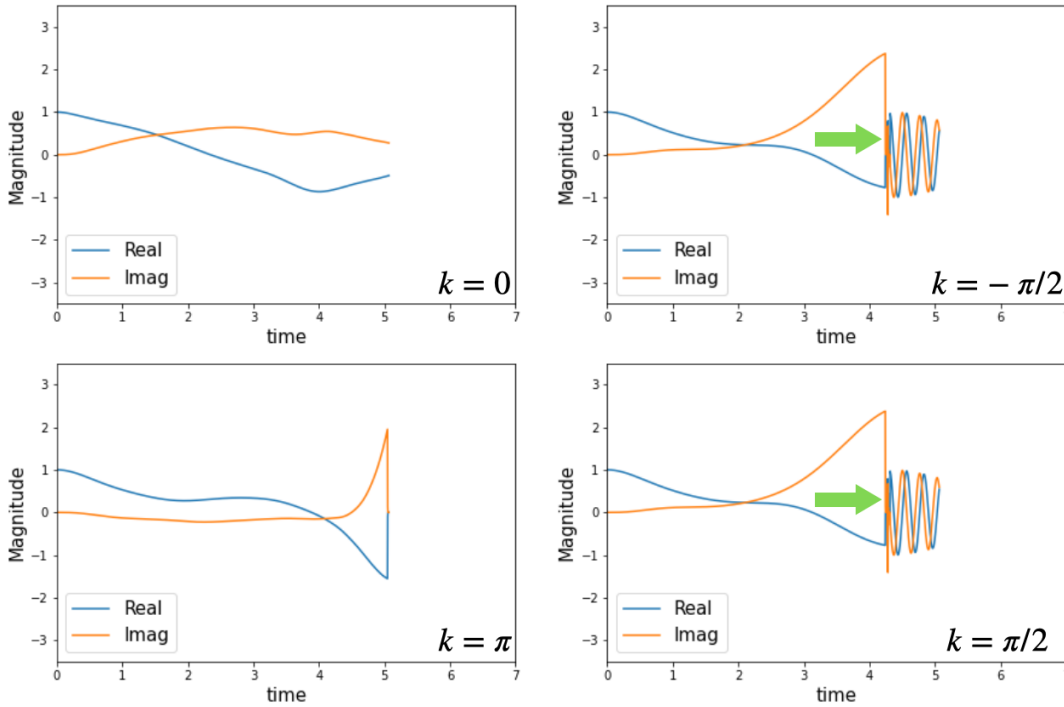 3
2
1
0
−1
−2
−3
Magnitude
Real
Imag
k = 0
0 1 2 3 4 5 6 7
time
3
2
1
0
−1
−2
−3
Magnitude
Real
Imag
k = − π/2
0 1 2 3 4 5 6
time
3
2
1
0
−1
−2
−3
Magnitude
Real
Imag
k = π
0 1 2 3 4 5 6 7
time
3
2
1
0
−1
−2
−3
Magnitude
Real
Imag
k = π/2
0 1 2 3 4 5 6
time